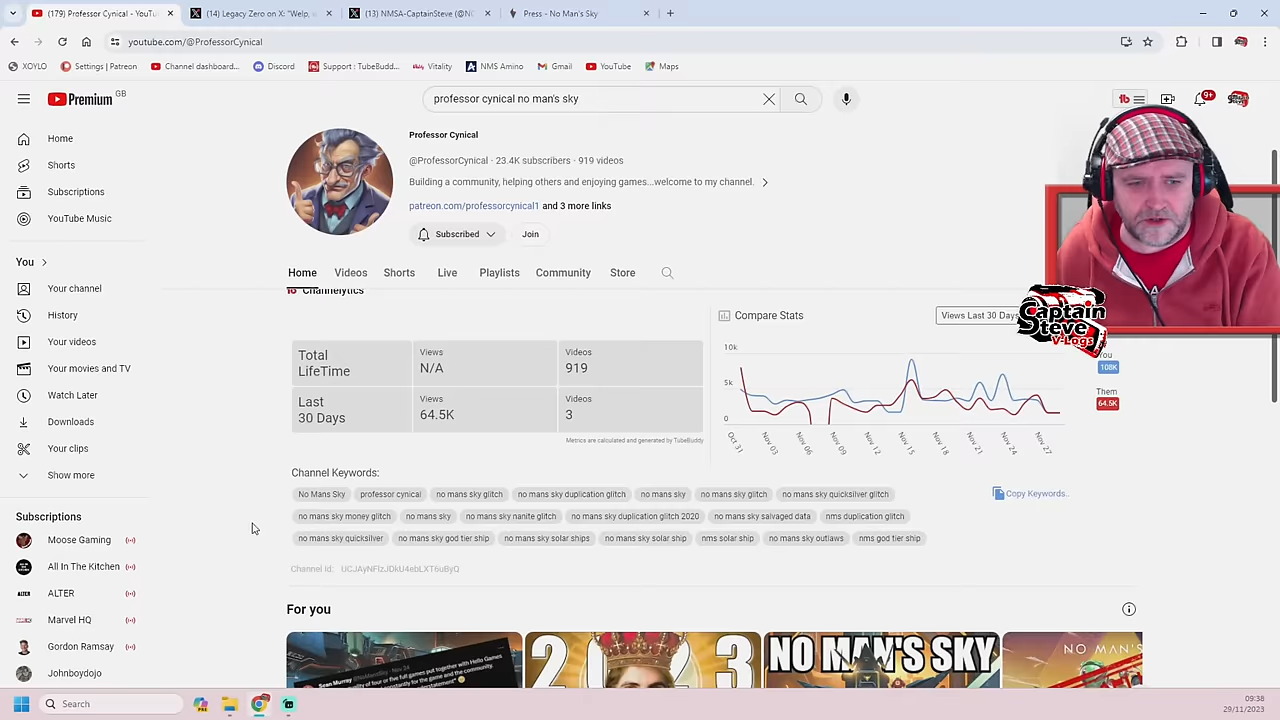 (179) Professor Cynical - YouTu
(14) Legacy Zero on X: "Welp, w
(13) NMSA-CaptainSteve (@NC
Press - No Man's Sky
youtube.com/@ProfessorCynical
XOYLO
Settings | Patreon
Channel dashboard...
Discord
Support : TubeBudd...
Vitality
NMS Amino
Gmail
YouTube
Maps
Premium GB
professor cynical no man's sky
9+
Home
Shorts
Subscriptions
YouTube Music
You
Your channel
History
Your videos
Your movies and TV
Watch Later
Downloads
Your clips
Show more
Subscriptions
Moose Gaming
All In The Kitchen
ALTER
Marvel HQ
Gordon Ramsay
Johnboydojo
Professor Cynical
@ProfessorCynical · 23.4K subscribers · 919 videos
Building a community, helping others and enjoying games...welcome to my channel.
patreon.com/professorcynical1 and 3 more links
Subscribed
Join
Home Videos Shorts Live Playlists Community Store
Channelytics
Total LifeTime
Views
N/A
Videos
919
Last 30 Days
Views
64.5K
Videos
3
Metrics are calculated and generated by TubeBuddy
Compare Stats
Views Last 30 Days
10k
5k
0
Oct 31
Nov 03
Nov 06
Nov 09
Nov 12
Nov 15
Nov 18
Nov 21
Nov 24
Nov 27
You
108K
Them
64.5K
Captain
Steve
V-Logs
Channel Keywords:
No Mans Sky professor cynical no mans sky glitch no mans sky duplication glitch no mans sky no mans sky glitch no mans sky quicksilver glitch
no mans sky money glitch no mans sky no mans sky nanite glitch no mans sky duplication glitch 2020 no mans sky salvaged data nms duplication glitch
no mans sky quicksilver no mans sky god tier ship no mans sky solar ships no mans sky solar ship nms solar ship no mans sky outlaws nms god tier ship
Copy Keywords..
Channel Id:
For you
2023
NO MAN'S SKY
NO MAN'S
Search
09:38
29/11/2023